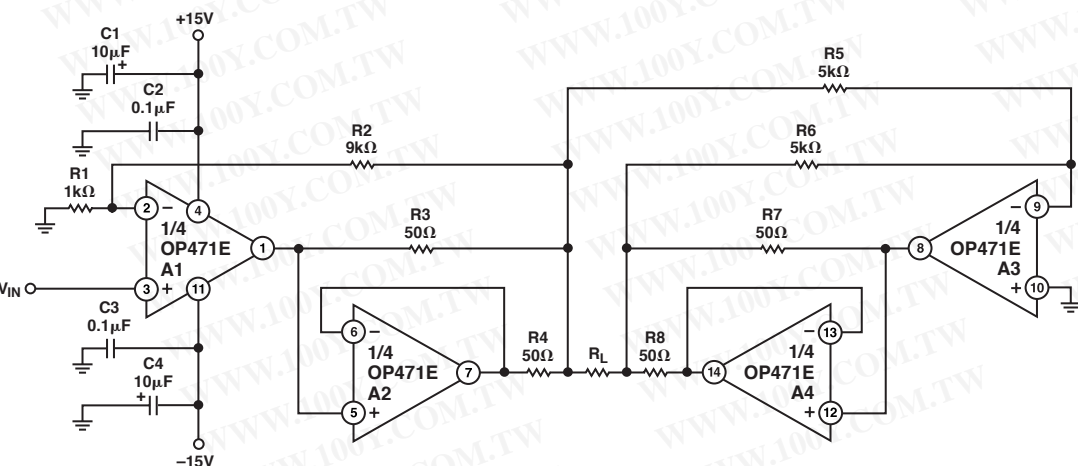 +15V
C1
10µF
+
C2
0.1µF
R1
1kΩ
R2
9kΩ
R3
50Ω
R5
5kΩ
R6
5kΩ
R7
50Ω
2
–
4
1/4
OP471E
A1
1
VIN
3
+
11
C3
0.1µF
C4
10µF
+
–15V
6
–
1/4
OP471E
A2
7
5
+
R4
50Ω
RL
R8
50Ω
13
–
1/4
OP471E
A4
14
12
+
9
–
8
1/4
OP471E
A3
10
+
WWW.100Y.COM.TW